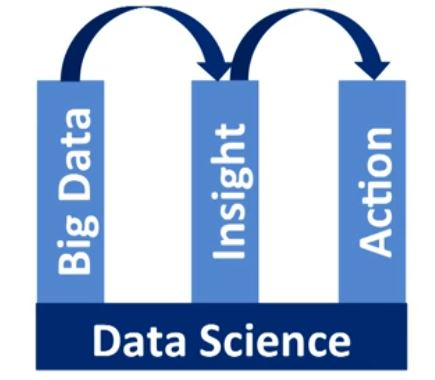 Big Data
Insight
Action
Data Science